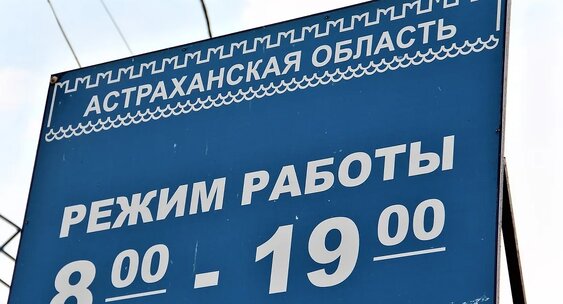 АСТРАХАНСКАЯ ОБЛАСТЬ
РЕЖИМ РАБОТЫ
8 00 - 19 00